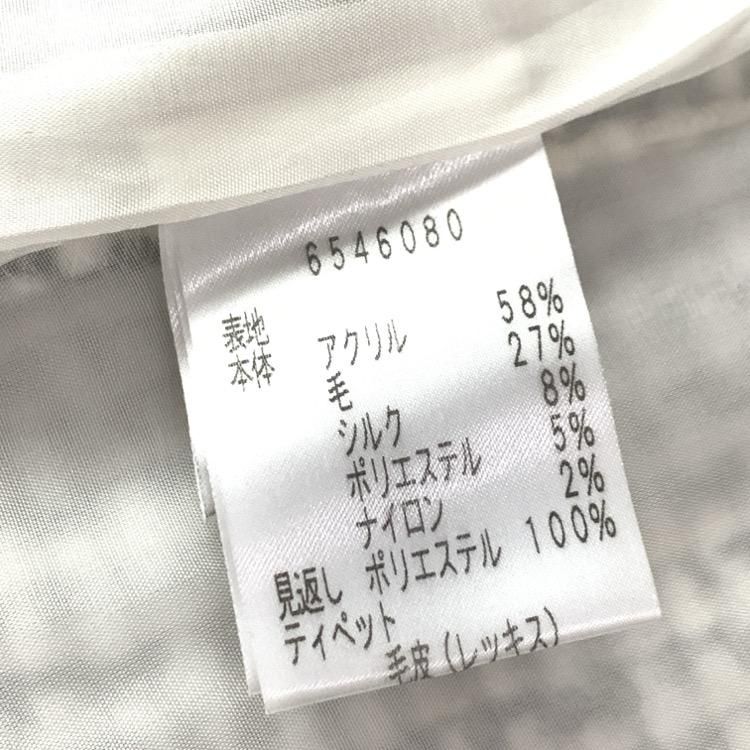 6546080
表地 アクリル 58%
本体 毛 27%
シルク 8%
ポリエステル 5%
ナイロン 2%
見返し ポリエステル 100%
ティペット
毛皮(レッキス)